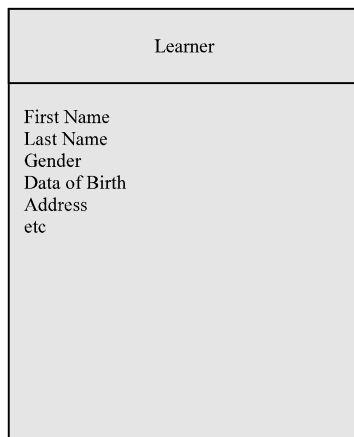 Learner
First Name
Last Name
Gender
Data of Birth
Address
etc